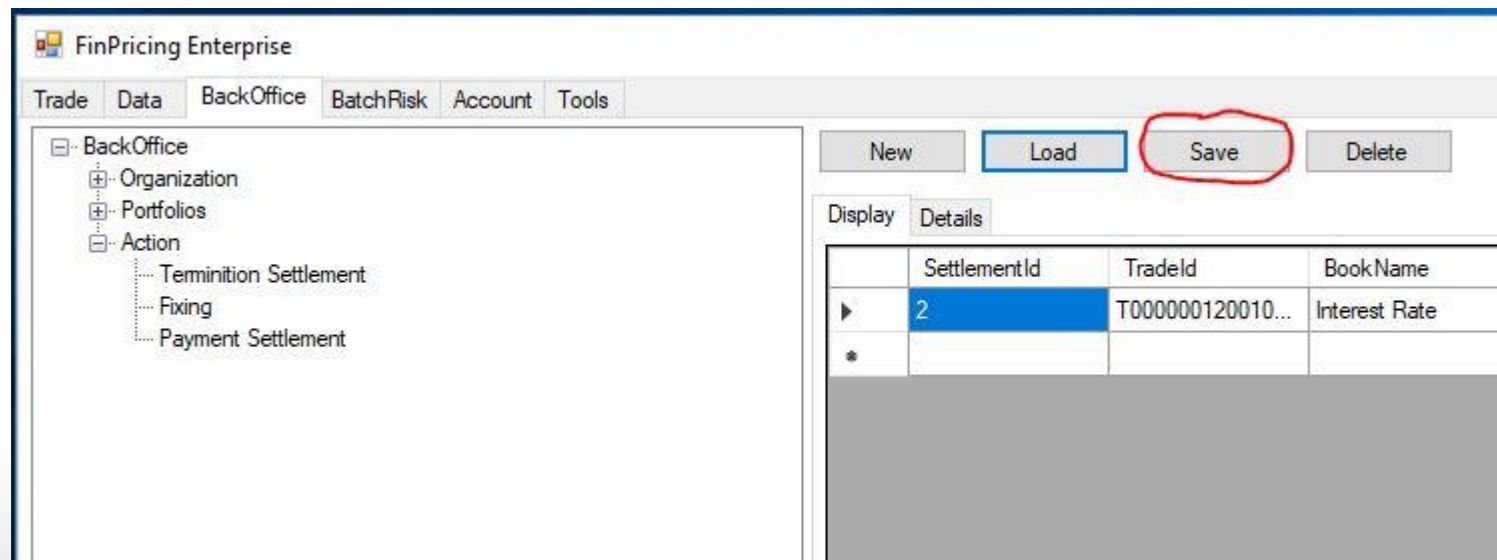 FinPricing Enterprise
Trade Data BackOffice BatchRisk Account Tools
BackOffice
Organization
Portfolios
Action
Terminition Settlement
Fixing
Payment Settlement
New Load Save Delete
Display Details
SettlementId TradeId BookName
2 T000000120010... Interest Rate